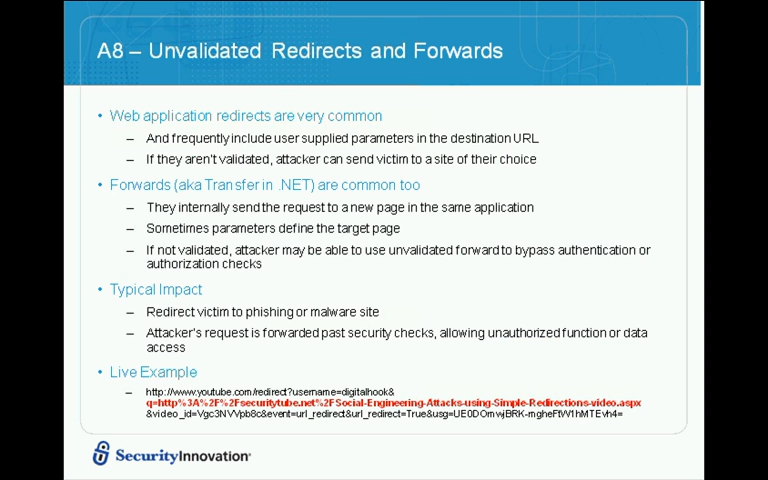 A8 – Unvalidated Redirects and Forwards
• Web application redirects are very common
– And frequently include user supplied parameters in the destination URL
– If they aren't validated, attacker can send victim to a site of their choice
• Forwards (aka Transfer in .NET) are common too
– They internally send the request to a new page in the same application
– Sometimes parameters define the target page
– If not validated, attacker may be able to use unvalidated forward to bypass authentication or
authorization checks
• Typical Impact
– Redirect victim to phishing or malware site
– Attacker's request is forwarded past security checks, allowing unauthorized function or data
access
• Live Example
– http://www.youtube.com/redirect?username=digitalhook&
q=http%3A%2F%2Fsecuritytube.net%2FSocial-Engineering-Attacks-using-Simple-Redirections-video.aspx
&video_id=Vgc3NVVpb8c&event=url_redirect&url_redirect=True&usg=
SecurityInnovation